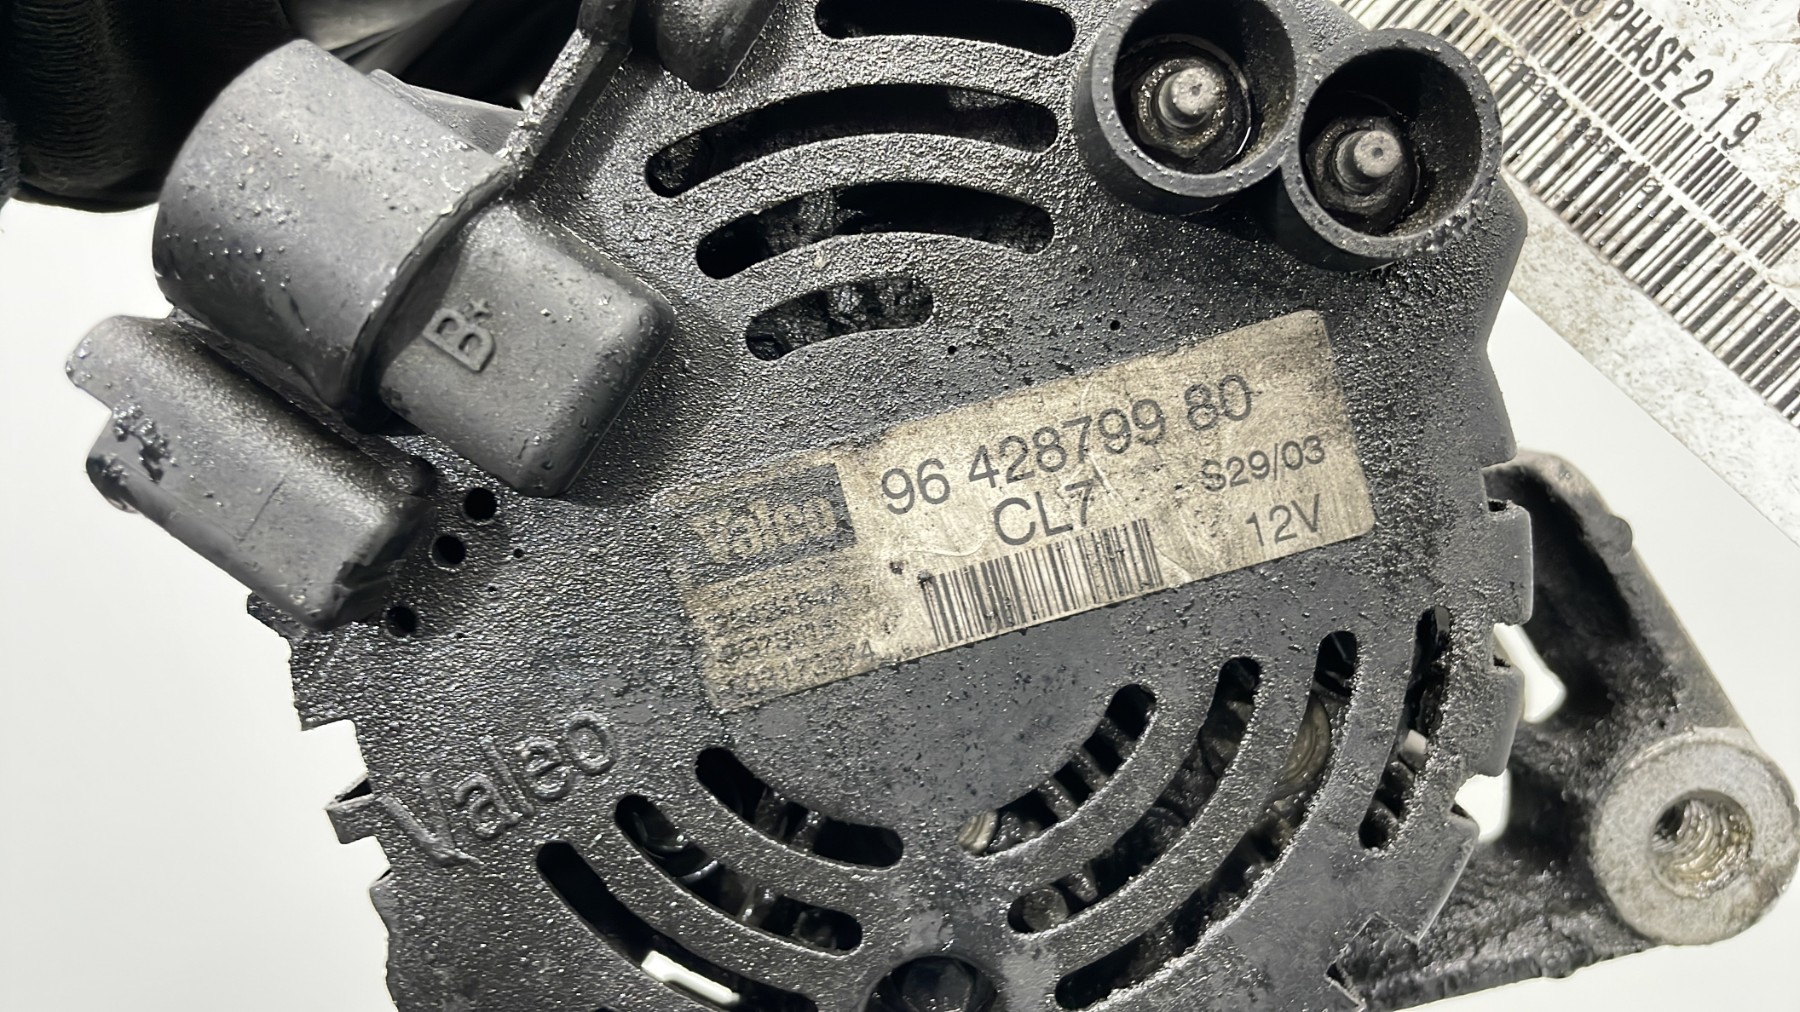 PHASE 2 1.9
B+
Valeo
96 428799 80
CL7
S29/03
12V
Valeo